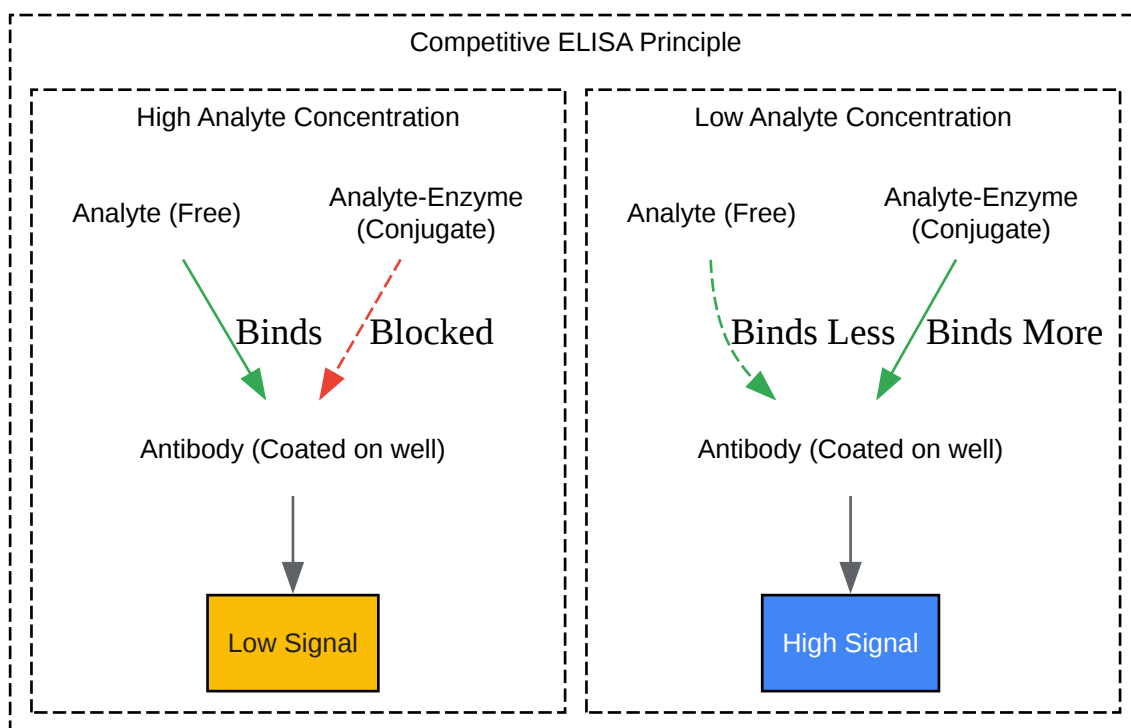 Competitive ELISA Principle
High Analyte Concentration
Analyte (Free)
Analyte-Enzyme
(Conjugate)
Binds
Blocked
Antibody (Coated on well)
Low Signal
Low Analyte Concentration
Analyte (Free)
Analyte-Enzyme
(Conjugate)
Binds Less
Binds More
Antibody (Coated on well)
High Signal